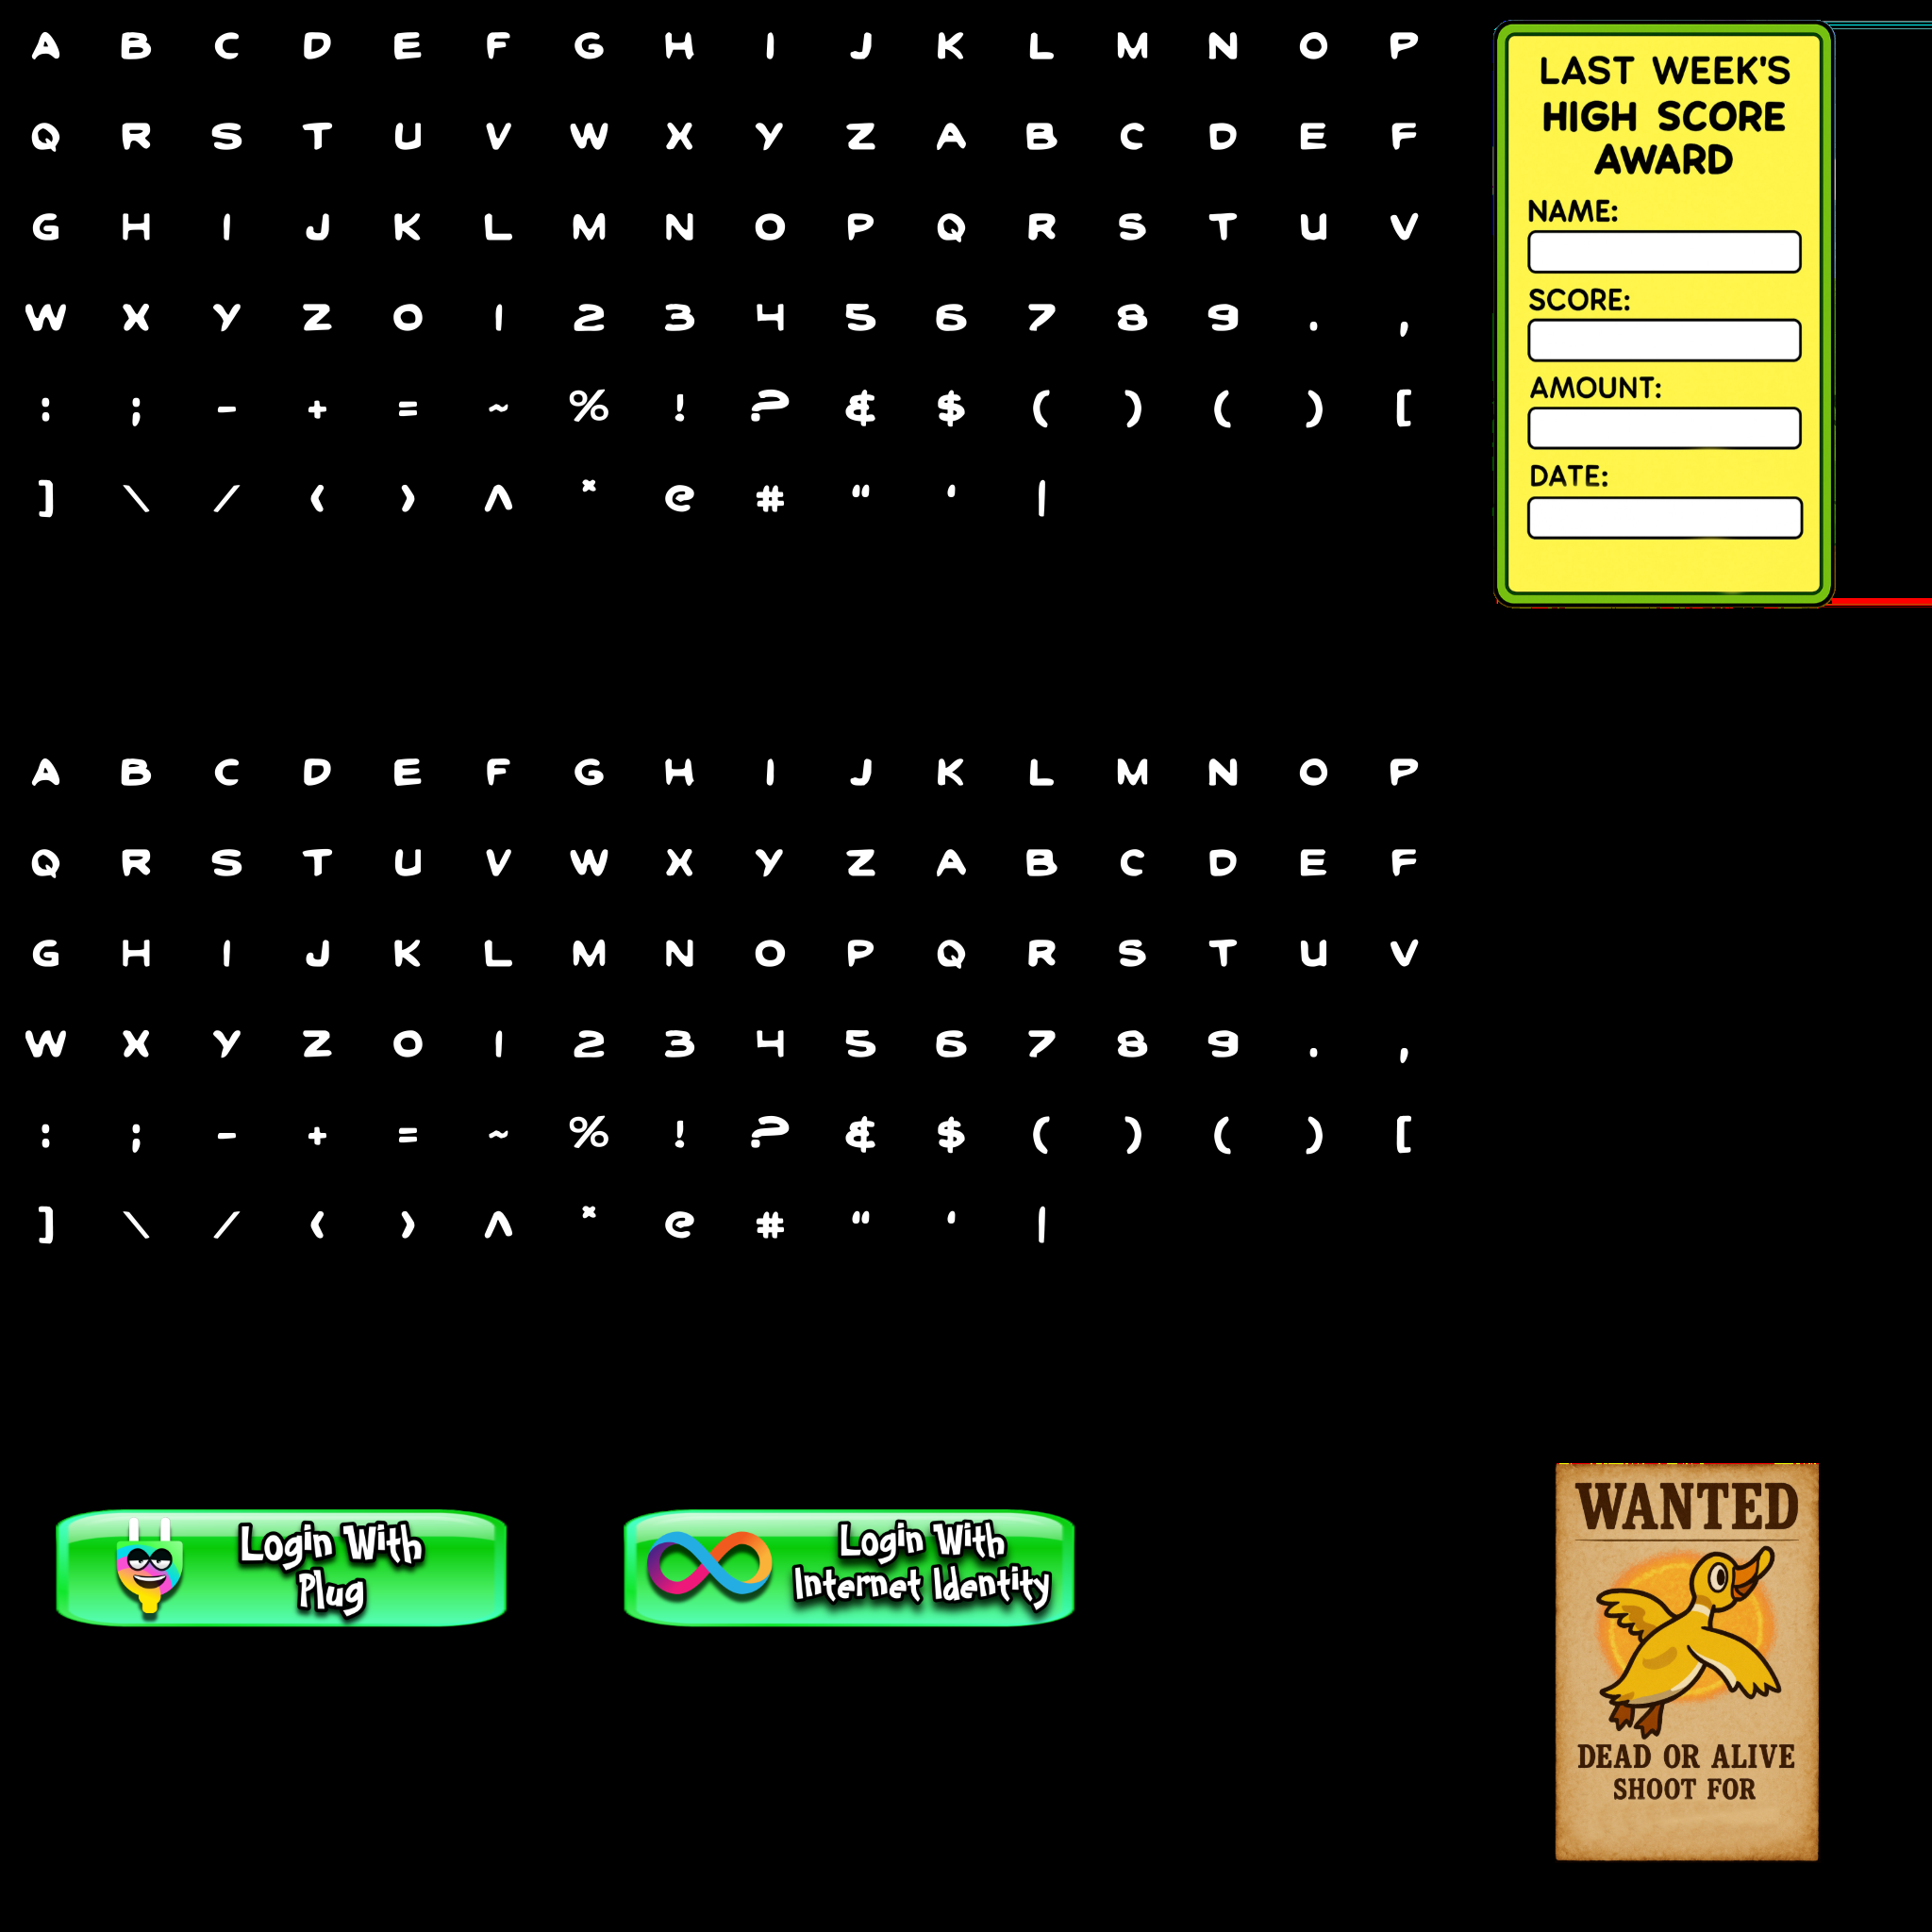 A B C D E F G H I J K L M N O P
Q R S T U V W X Y Z A B C D E F
G H I J K L M N O P Q R S T U V
W X Y Z 0 1 2 3 4 5 6 7 8 9 . ,
: ; - + = ~ % ! ? & $ ( ) ( ) [
] \ / ‹ › ^ * @ # " ' |
LAST WEEK'S
HIGH SCORE
AWARD
NAME:
SCORE:
AMOUNT:
DATE:
A B C D E F G H I J K L M N O P
Q R S T U V W X Y Z A B C D E F
G H I J K L M N O P Q R S T U V
W X Y Z 0 1 2 3 4 5 6 7 8 9 . ,
: ; - + = ~ % ! ? & $ ( ) ( ) [
] \ / ‹ › ^ * @ # " ' |
Login With
Plug
Login With
Internet Identity
WANTED
DEAD OR ALIVE
SHOOT FOR